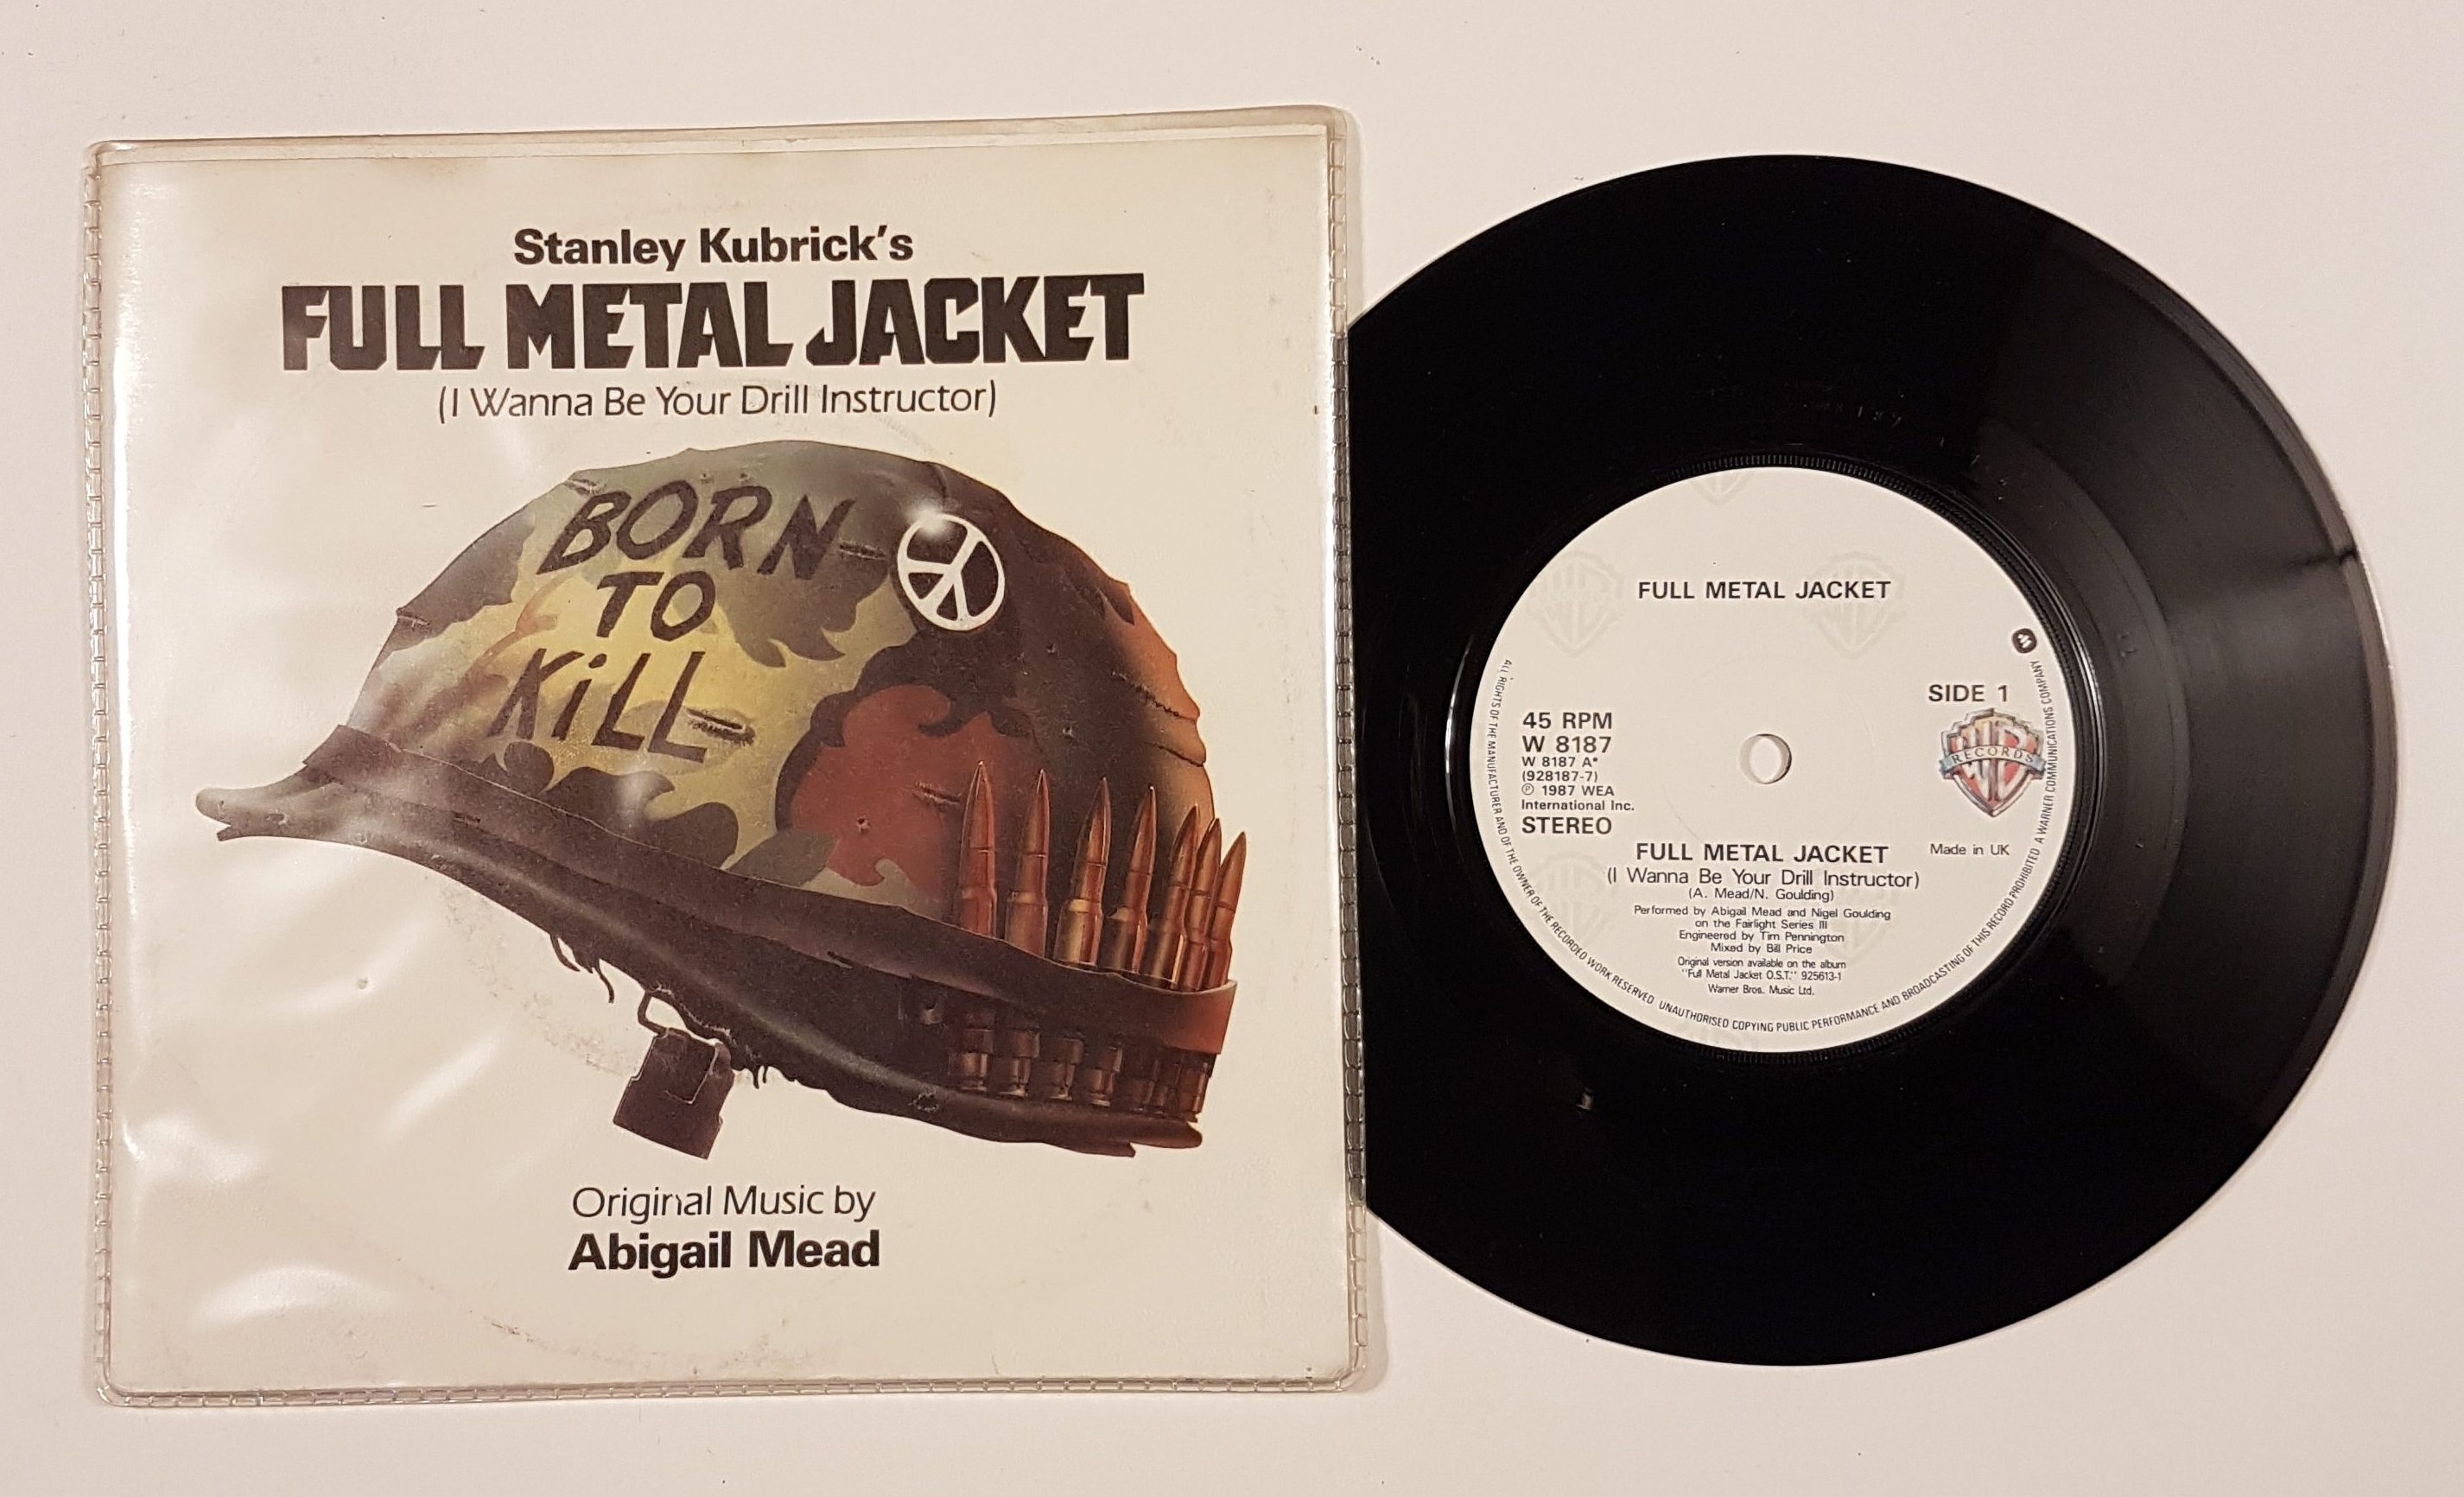 Stanley Kubrick's
FULL METAL JACKET
(I Wanna Be Your Drill Instructor)
BORN
TO
KiLL
Original Music by
Abigail Mead
FULL METAL JACKET
SIDE 1
45 RPM
W 8187
W 8187 A*
(928187-7)
℗ 1987 WEA
International Inc.
STEREO
RECORDS
Made in UK
FULL METAL JACKET
(I Wanna Be Your Drill Instructor)
(A. Mead/N. Goulding)
Performed by Abigail Mead and Nigel Goulding
on the Fairlight Series III
Engineered by Tim Pennington
Mixed by Bill Price
Original version available on the album
"Full Metal Jacket O.S.T." 925613-1
Warner Bros. Music Ltd.
ALL RIGHTS OF THE MANUFACTURER AND OF THE OWNER OF THE RECORDED WORK RESERVED UNAUTHORISED COPYING PUBLIC PERFORMANCE AND BROADCASTING OF THIS RECORD PROHIBITED A WARNER COMMUNICATIONS COMPANY